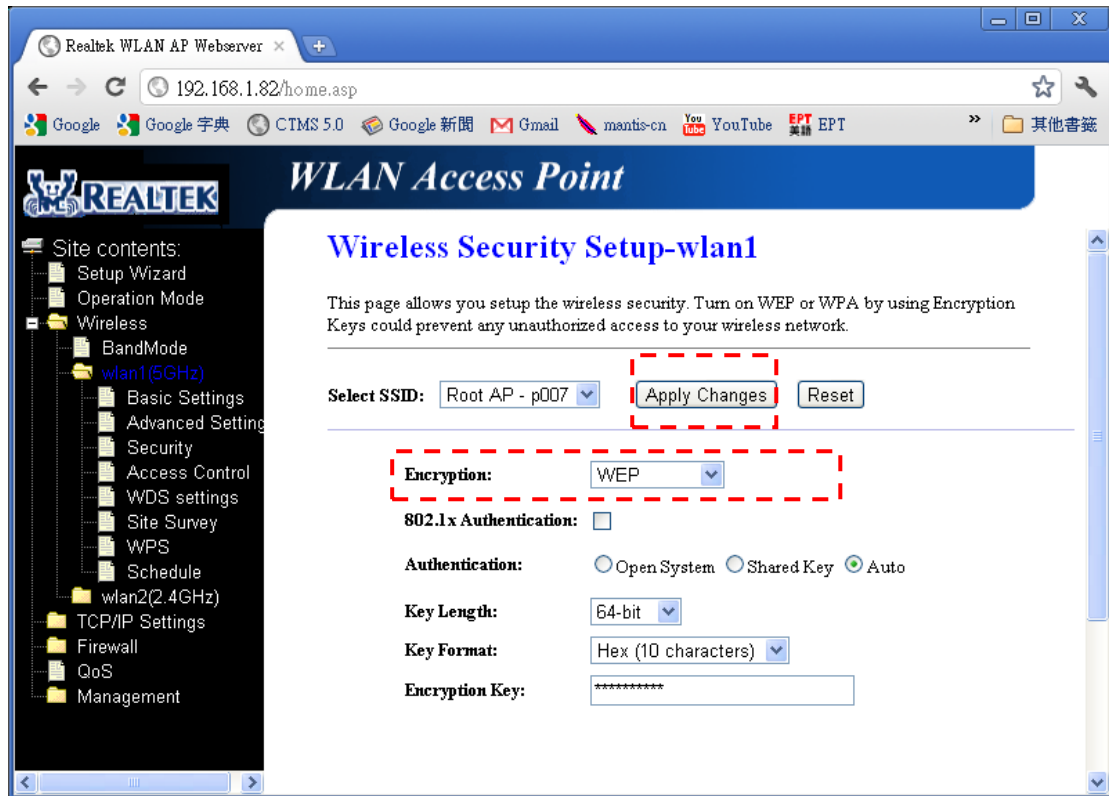 Realtek WLAN AP Webserver
192.168.1.82/home.asp
Google Google 字典 CTMS 5.0 Google 新聞 Gmail mantis-cn You Tube YouTube EPT 美語 EPT » 其他書籤
REALTEK
WLAN Access Point
Site contents:
Setup Wizard
Operation Mode
Wireless
BandMode
wlan1(5GHz)
Basic Settings
Advanced Setting
Security
Access Control
WDS settings
Site Survey
WPS
Schedule
wlan2(2.4GHz)
TCP/IP Settings
Firewall
QoS
Management
Wireless Security Setup-wlan1
This page allows you setup the wireless security. Turn on WEP or WPA by using Encryption
Keys could prevent any unauthorized access to your wireless network.
Select SSID: Root AP - p007 Apply Changes Reset
Encryption: WEP
802.1x Authentication:
Authentication: Open System Shared Key Auto
Key Length: 64-bit
Key Format: Hex (10 characters)
Encryption Key: **********